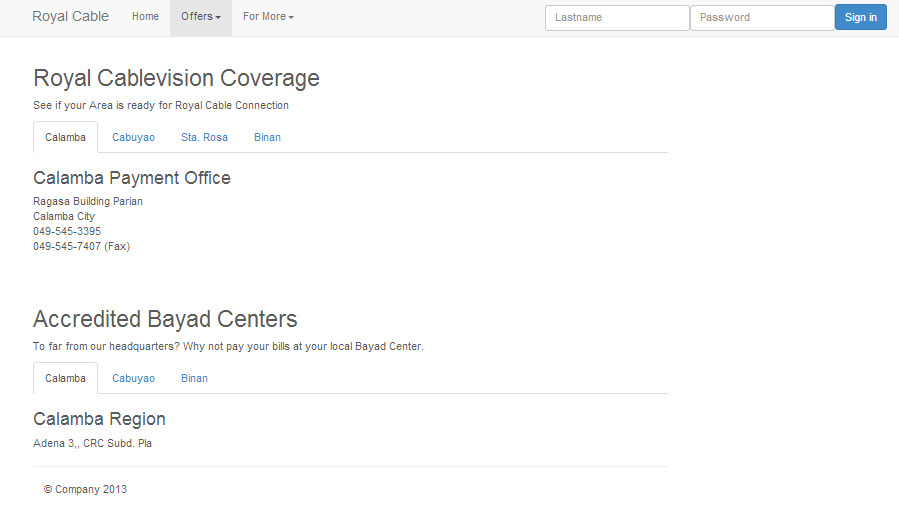 Royal Cable Home Offers For More Lastname Password Sign in
Royal Cablevision Coverage
See if your Area is ready for Royal Cable Connection
Calamba Cabuyao Sta. Rosa Binan
Calamba Payment Office
Ragasa Building Parian
Calamba City
049-545-3395
049-545-7407 (Fax)
Accredited Bayad Centers
To far from our headquarters? Why not pay your bills at your local Bayad Center.
Calamba Cabuyao Binan
Calamba Region
Adena 3,, CRC Subd. Pla
© Company 2013